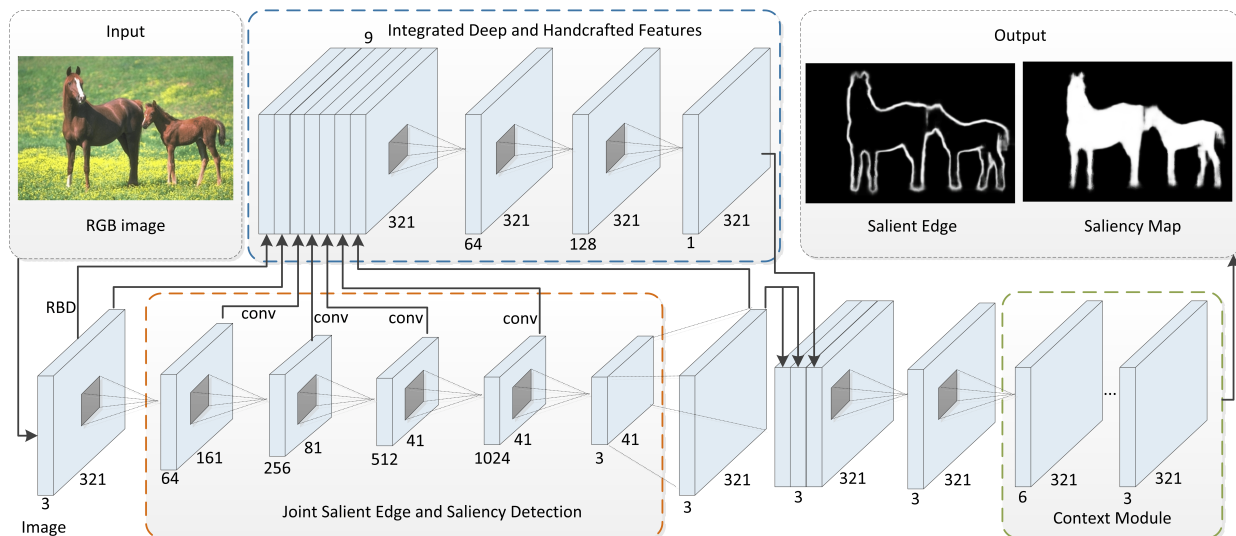 Input
RGB image
9
Integrated Deep and Handcrafted Features
321
64
321
128
321
1
321
Output
Salient Edge
Saliency Map
RBD
conv
conv
conv
conv
321
3
Image
64
161
256
81
512
41
1024
41
3
41
Joint Salient Edge and Saliency Detection
3
321
3
321
3
321
6
321
...
3
321
Context Module